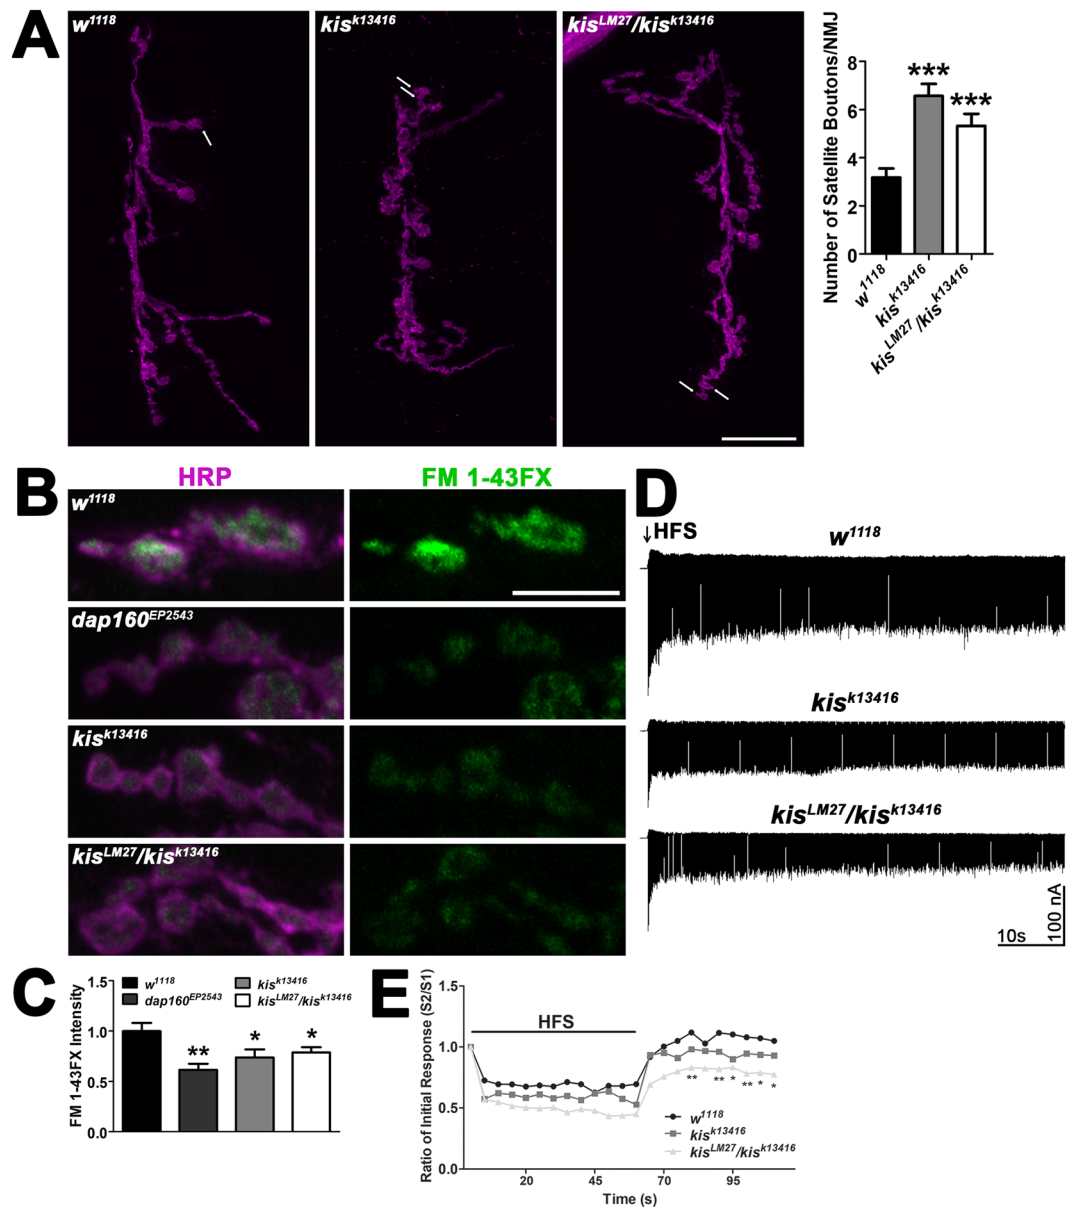 A
w1118
kisk13416
kisLM27/kisk13416
Number of Satellite Boutons/NMJ
8
6
4
2
0
***
***
w1118
kisk13416
kisLM27/kisk13416
B
HRP
FM 1-43FX
w1118
dap160EP2543
kisk13416
kisLM27/kisk13416
D
HFS
w1118
kisk13416
kisLM27/kisk13416
100 nA
10s
C
FM 1-43FX Intensity
1.5
1.0
0.5
0.0
w1118
dap160EP2543
kisk13416
kisLM27/kisk13416
**
*
*
E
Ratio of Initial Response (S2/S1)
1.5
1.0
0.5
0.0
HFS
** ** * ** * *
w1118
kisk13416
kisLM27/kisk13416
20 45 70 95
Time (s)